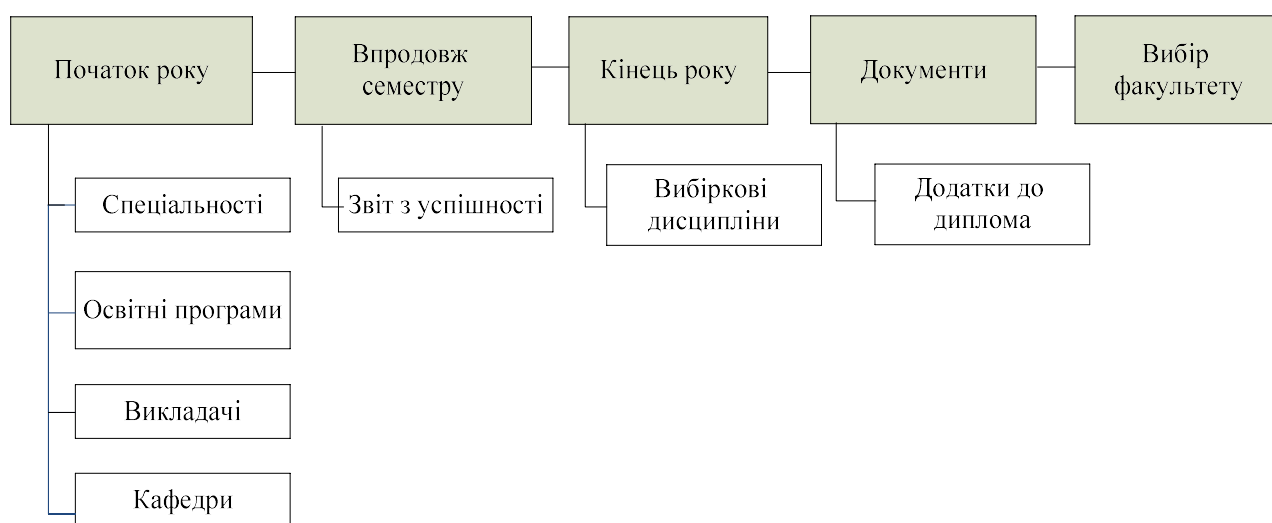 Початок року
Впродовж
семестру
Кінець року
Документи
Вибір
факультету
Спеціальності
Звіт з успішності
Вибіркові
дисципліни
Додатки до
диплома
Освітні програми
Викладачі
Кафедри